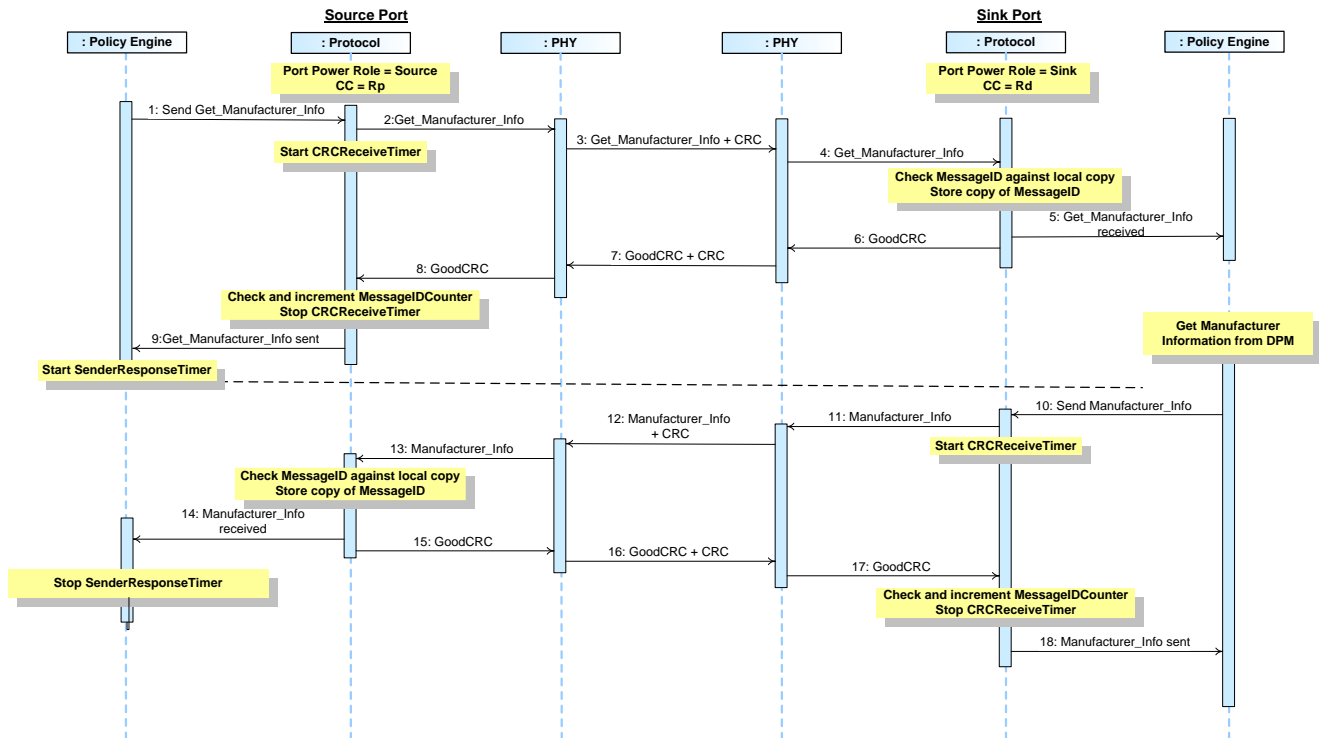 Source Port
Sink Port
: Policy Engine
: Protocol
: PHY
: PHY
: Protocol
: Policy Engine
Port Power Role = Source
CC = Rp
Port Power Role = Sink
CC = Rd
1: Send Get_Manufacturer_Info
2:Get_Manufacturer_Info
Start CRCReceiveTimer
3: Get_Manufacturer_Info + CRC
4: Get_Manufacturer_Info
Check MessageID against local copy
Store copy of MessageID
5: Get_Manufacturer_Info
received
6: GoodCRC
7: GoodCRC + CRC
8: GoodCRC
Check and increment MessageIDCounter
Stop CRCReceiveTimer
9:Get_Manufacturer_Info sent
Start SenderResponseTimer
Get Manufacturer
Information from DPM
10: Send Manufacturer_Info
11: Manufacturer_Info
Start CRCReceiveTimer
12: Manufacturer_Info
+ CRC
13: Manufacturer_Info
Check MessageID against local copy
Store copy of MessageID
14: Manufacturer_Info
received
15: GoodCRC
16: GoodCRC + CRC
17: GoodCRC
Stop SenderResponseTimer
Check and increment MessageIDCounter
Stop CRCReceiveTimer
18: Manufacturer_Info sent